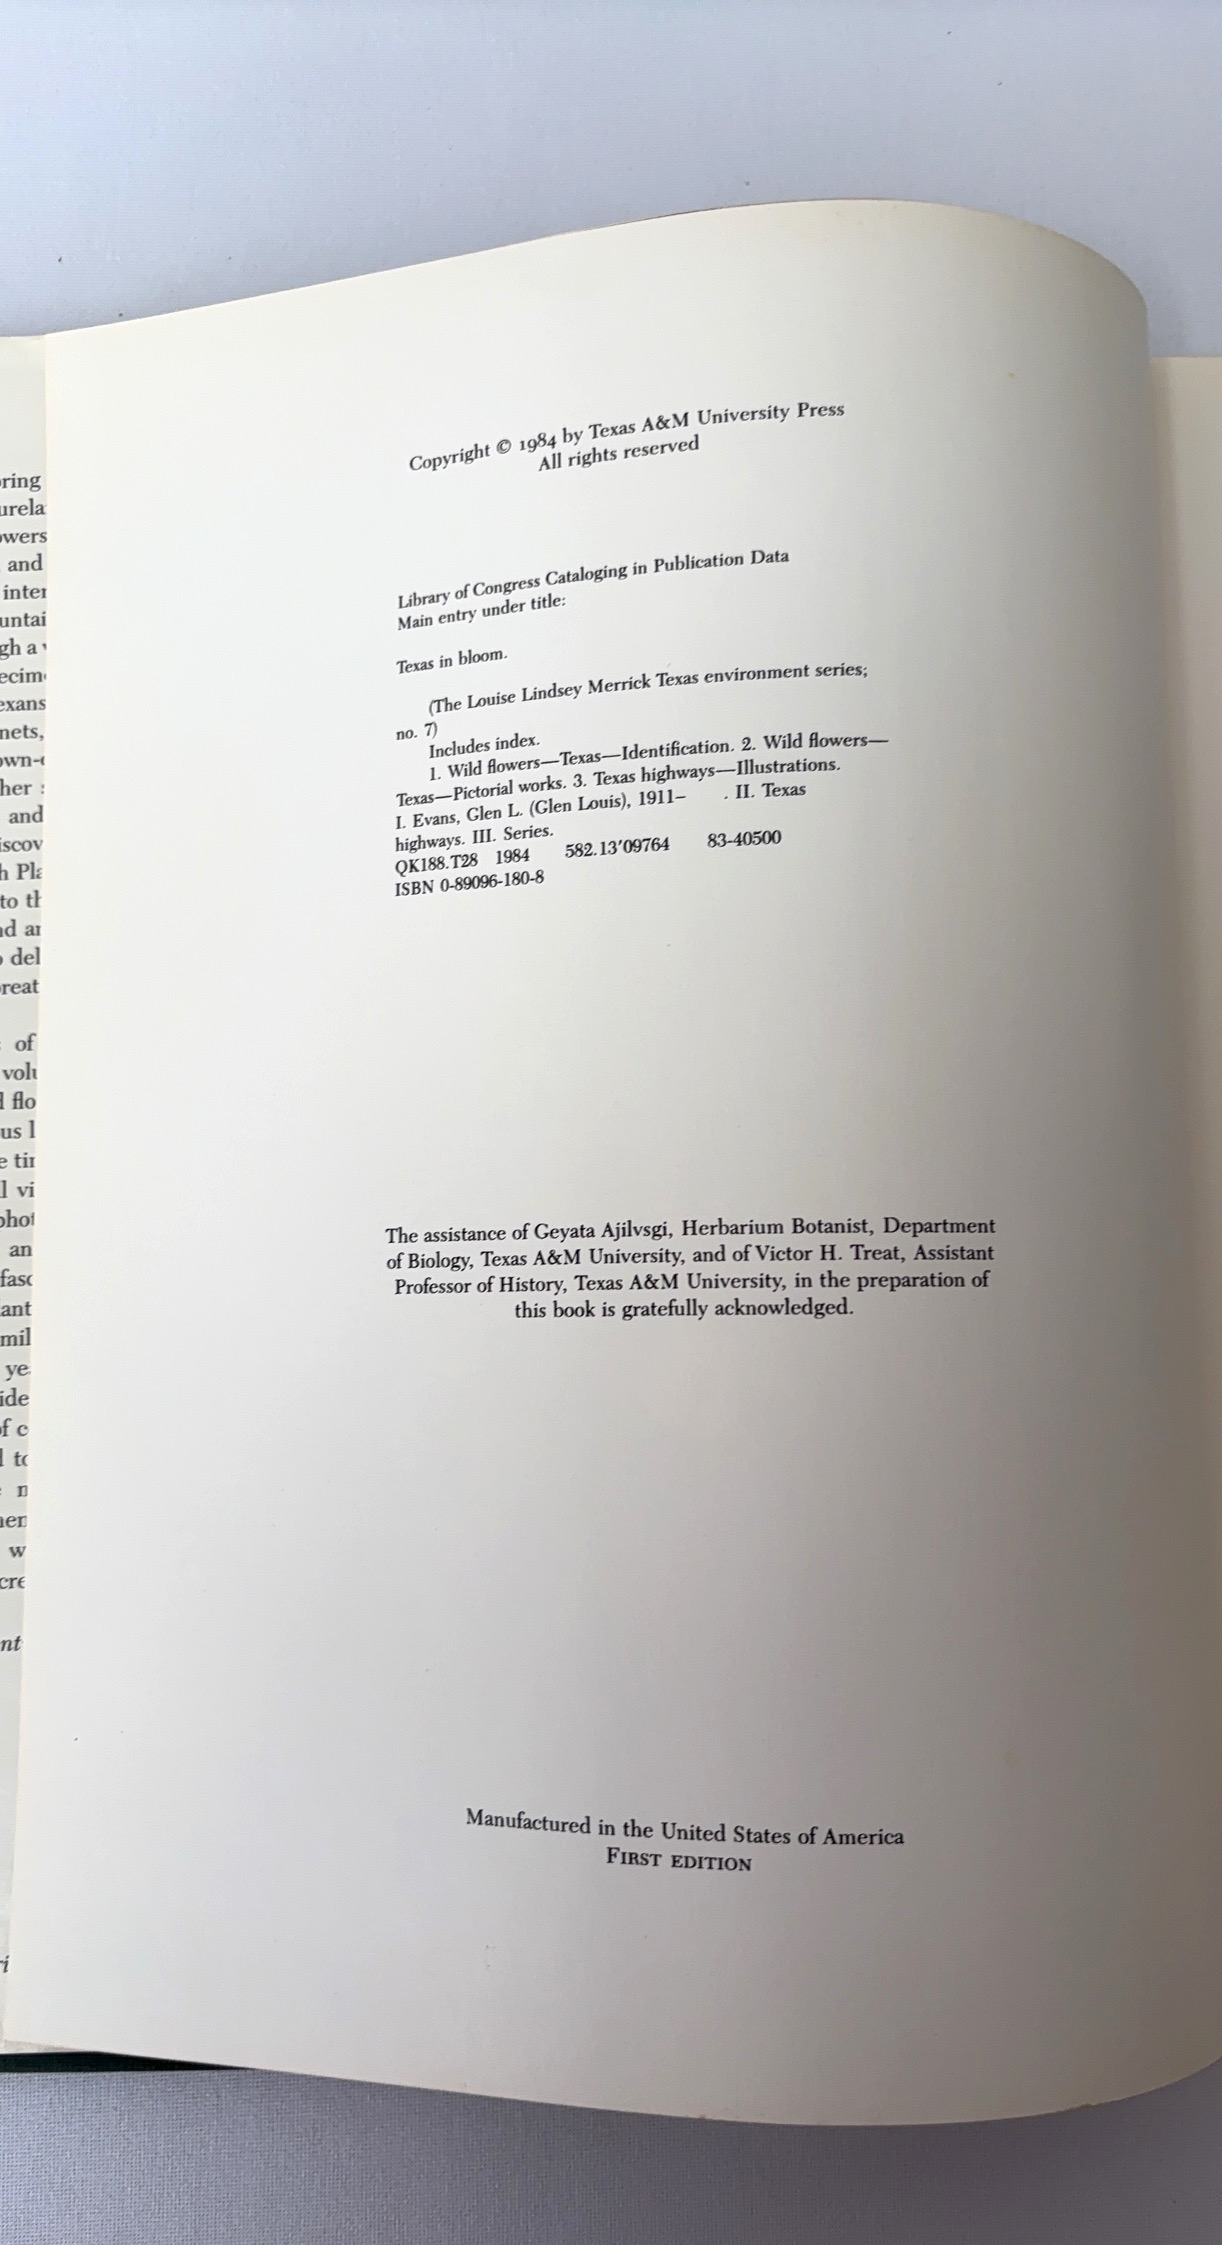 Copyright © 1984 by Texas A&M University Press
All rights reserved
Library of Congress Cataloging in Publication Data
Main entry under title:
Texas in bloom.
(The Louise Lindsey Merrick Texas environment series;
no. 7)
Includes index.
1. Wild flowers—Texas—Identification. 2. Wild flowers—
Texas—Pictorial works. 3. Texas highways—Illustrations.
I. Evans, Glen L. (Glen Louis), 1911– . II. Texas
highways. III. Series.
QK188.T28 1984 582.13′09764 83-40500
ISBN 0-89096-180-8
The assistance of Geyata Ajilvsgi, Herbarium Botanist, Department
of Biology, Texas A&M University, and of Victor H. Treat, Assistant
Professor of History, Texas A&M University, in the preparation of
this book is gratefully acknowledged.
Manufactured in the United States of America
FIRST EDITION